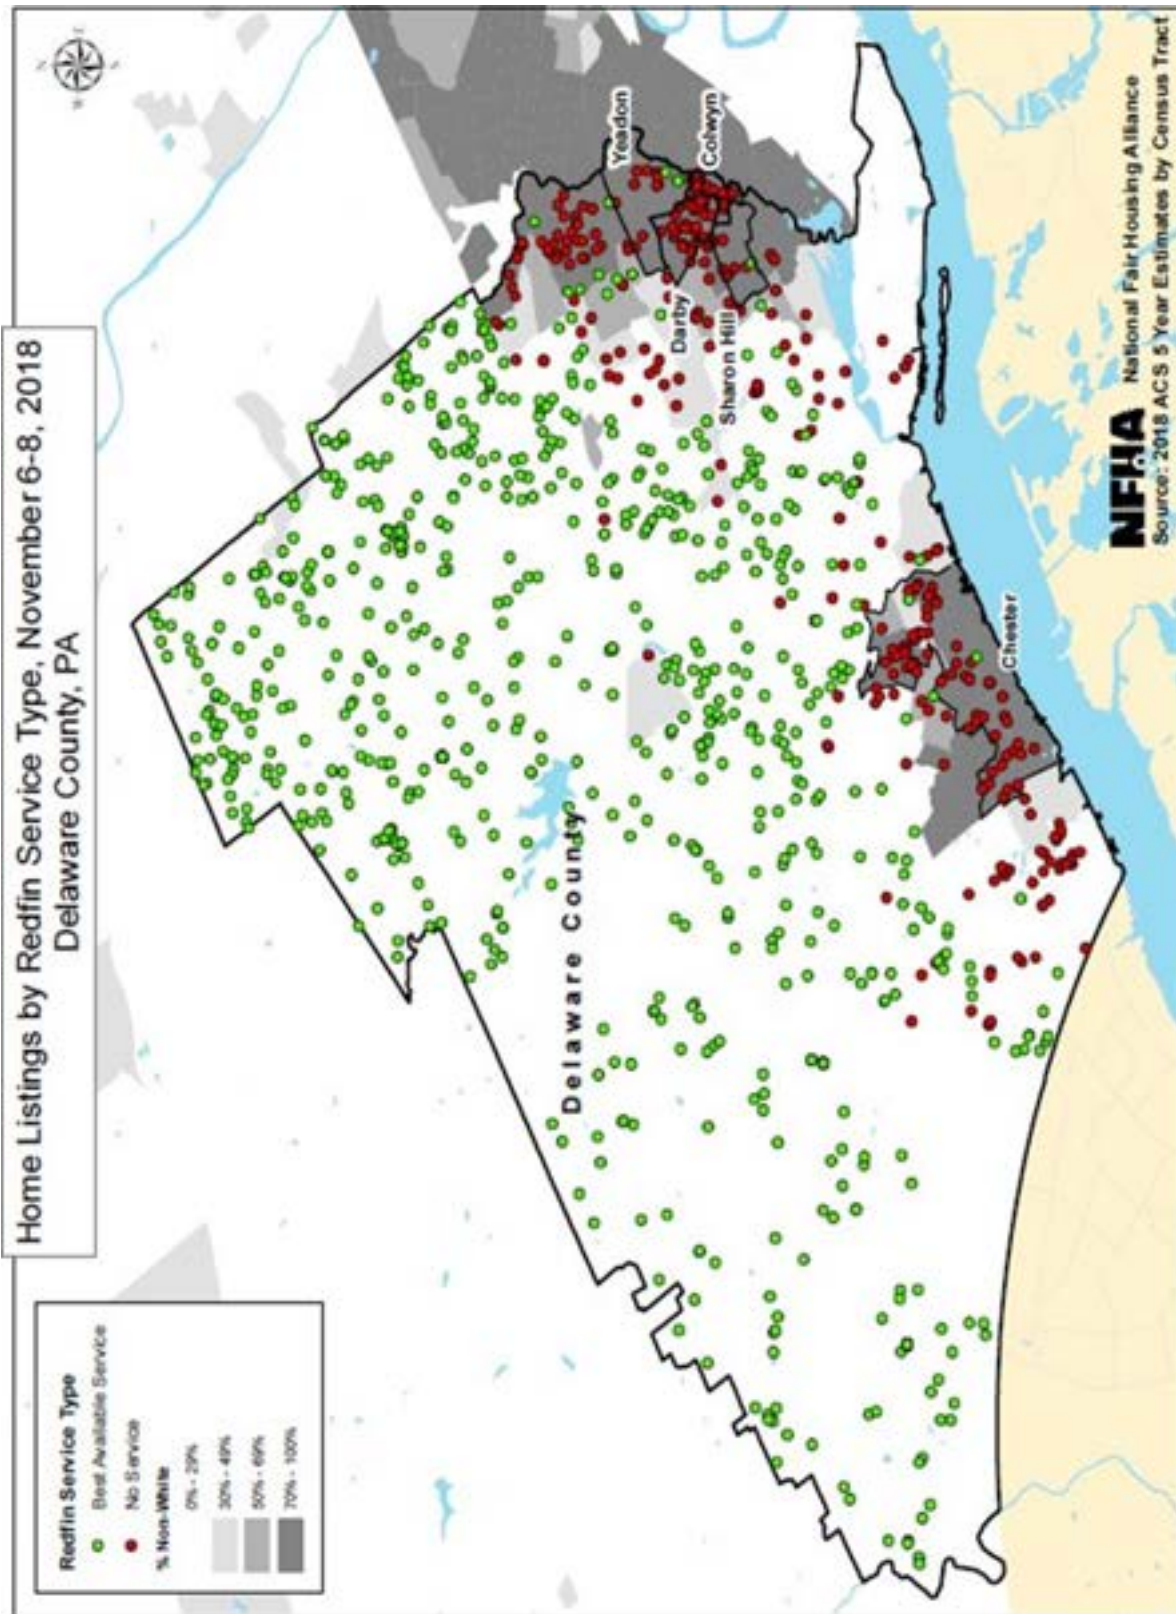 Home Listings by Redfin Service Type, November 6-8, 2018
Delaware County, PA
N
W
E
S
Redfin Service Type
Best Available Service
No Service
% Non-White
0% - 29%
30% - 49%
50% - 69%
70% - 100%
Yeadon
Colwyn
Darby
Sharon Hill
Delaware County
Chester
NFHA National Fair Housing Alliance
Source: 2018 ACS 5 Year Estimates by Census Tract